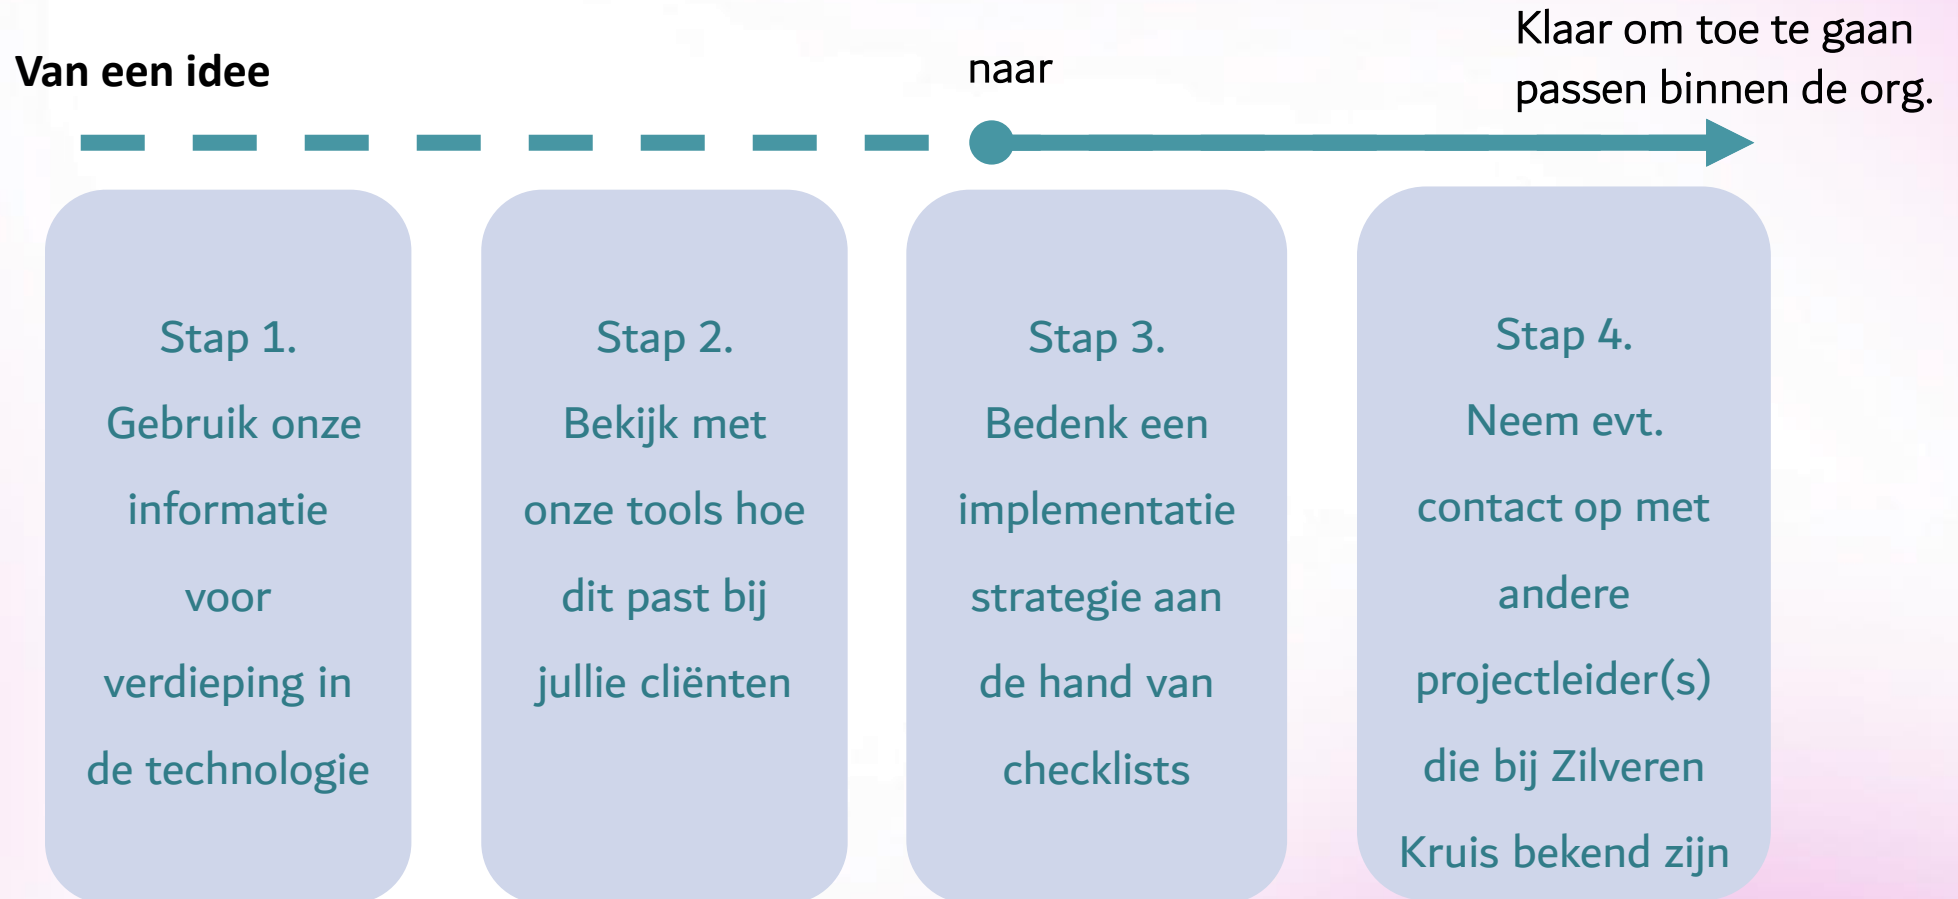 Van een idee
naar
Klaar om toe te gaan
passen binnen de org.
Stap 1.
Gebruik onze
informatie
voor
verdieping in
de technologie
Stap 2.
Bekijk met
onze tools hoe
dit past bij
jullie cliënten
Stap 3.
Bedenk een
implementatie
strategie aan
de hand van
checklists
Stap 4.
Neem evt.
contact op met
andere
projectleider(s)
die bij Zilveren
Kruis bekend zijn